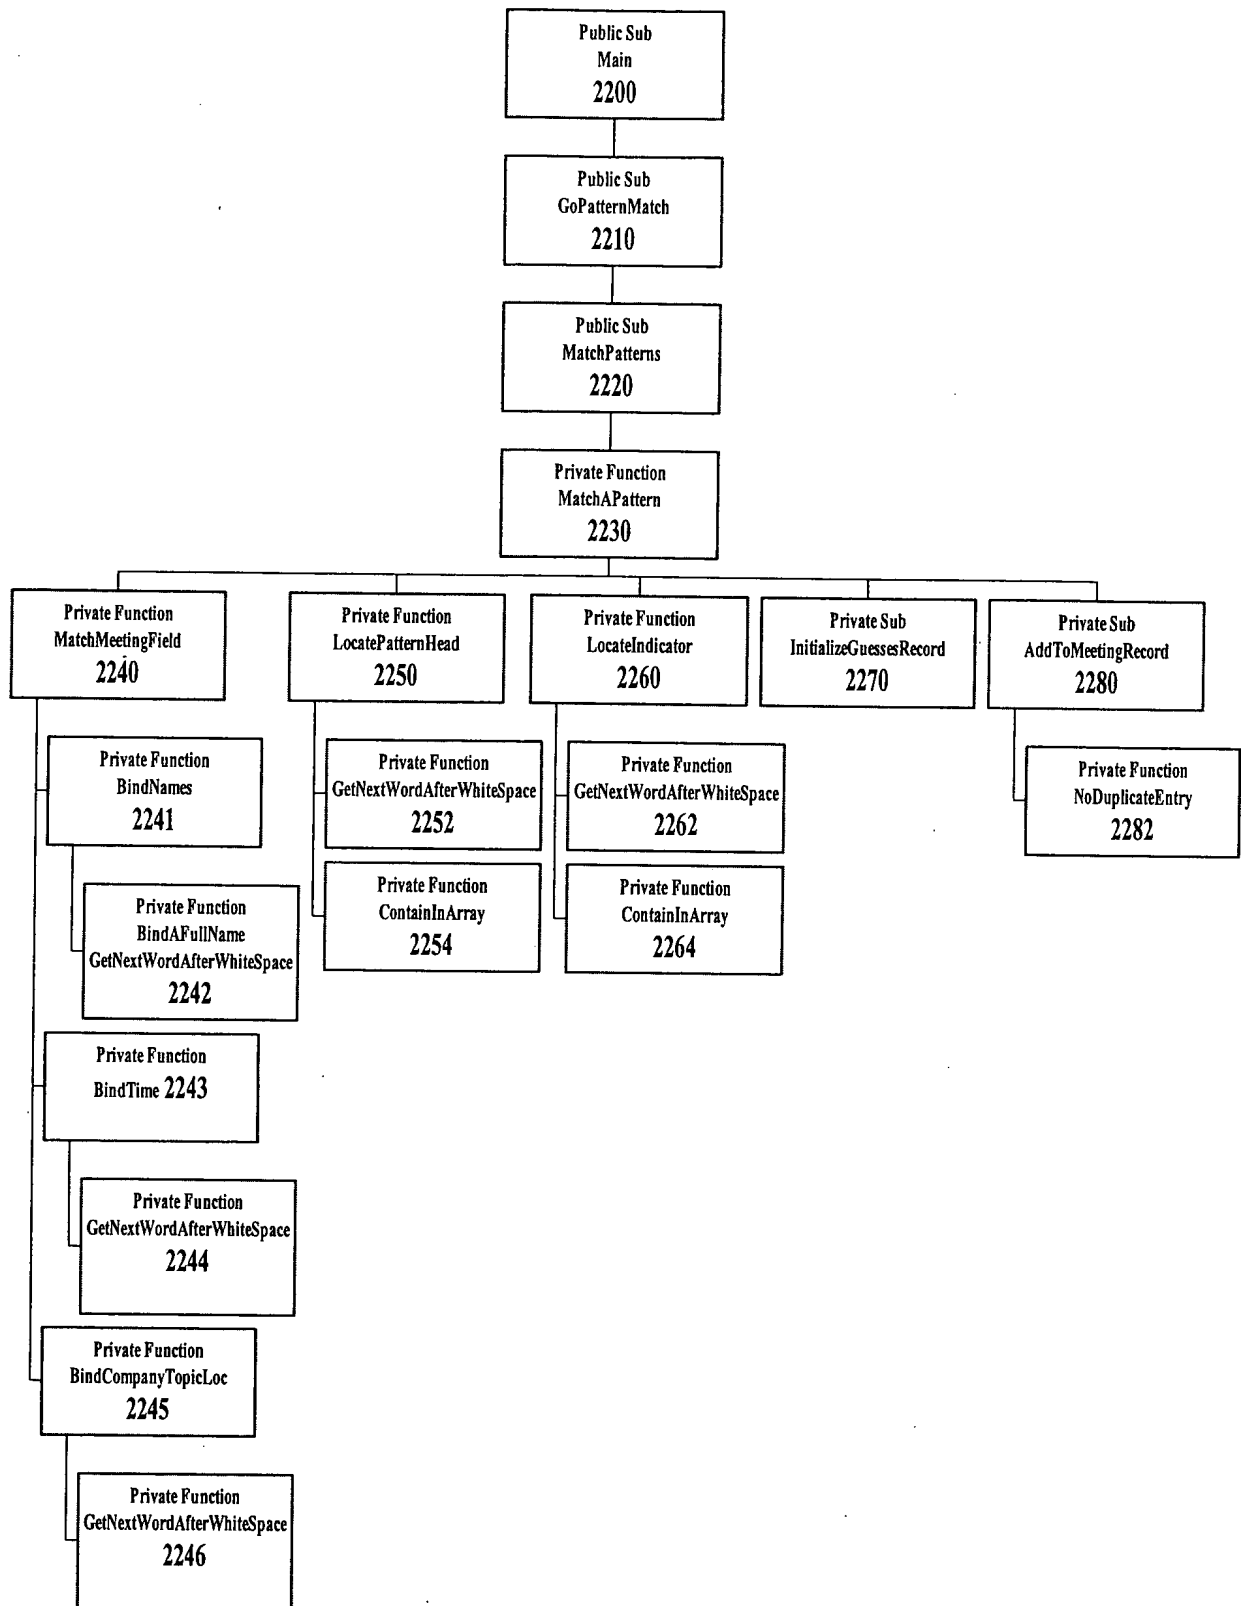 Public Sub
Main
2200
Public Sub
GoPatternMatch
2210
Public Sub
MatchPatterns
2220
Private Function
MatchAPattern
2230
Private Function
MatchMeetingField
2240
Private Function
LocatePatternHead
2250
Private Function
LocateIndicator
2260
Private Sub
InitializeGuessesRecord
2270
Private Sub
AddToMeetingRecord
2280
Private Function
BindNames
2241
Private Function
GetNextWordAfterWhiteSpace
2252
Private Function
GetNextWordAfterWhiteSpace
2262
Private Function
NoDuplicateEntry
2282
Private Function
BindAFullName
GetNextWordAfterWhiteSpace
2242
Private Function
ContainInArray
2254
Private Function
ContainInArray
2264
Private Function
BindTime 2243
Private Function
GetNextWordAfterWhiteSpace
2244
Private Function
BindCompanyTopicLoc
2245
Private Function
GetNextWordAfterWhiteSpace
2246